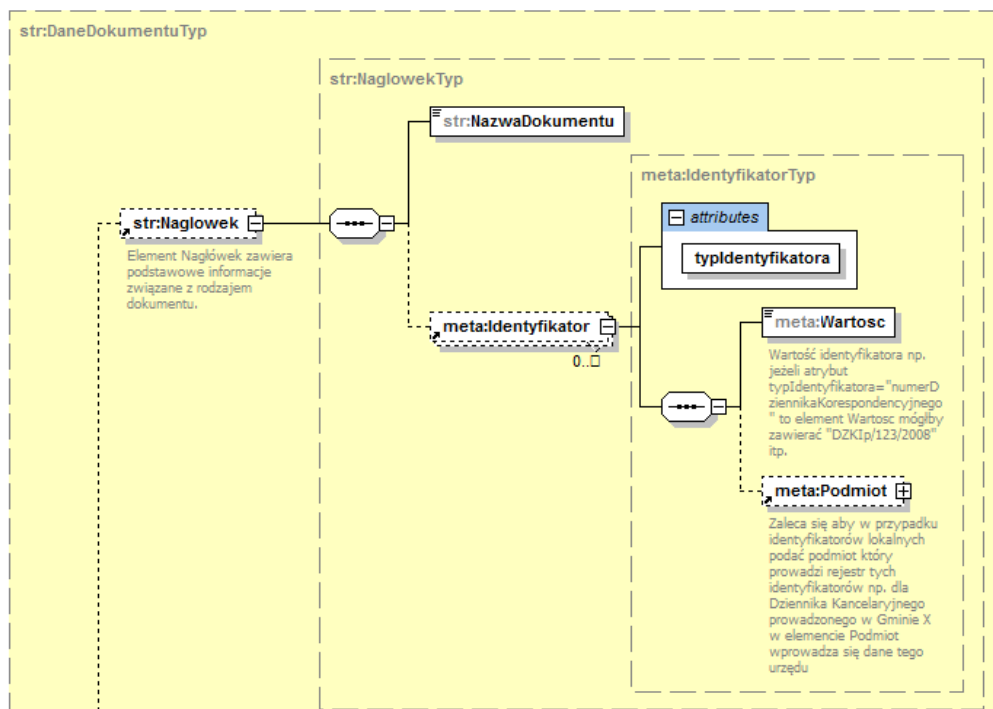 str:DaneDokumentuTyp
str:NaglowekTyp
str:NazwaDokumentu
meta:IdentyfikatorTyp
attributes
typIdentyfikatora
str:Naglowek
Element Nagłówek zawiera
podstawowe informacje
związane z rodzajem
dokumentu.
meta:Identyfikator
0..□
meta:Wartosc
Wartość identyfikatora np.
jeżeli atrybut
typIdentyfikatora="numerD
ziennikaKorespondencyjnego
" to element Wartosc mógłby
zawierać "DZKIp/123/2008"
itp.
meta:Podmiot
Zaleca się aby w przypadku
identyfikatorów lokalnych
podać podmiot który
prowadzi rejestr tych
identyfikatorów np. dla
Dziennika Kancelaryjnego
prowadzonego w Gminie X
w elemencie Podmiot
wprowadza się dane tego
urzędu